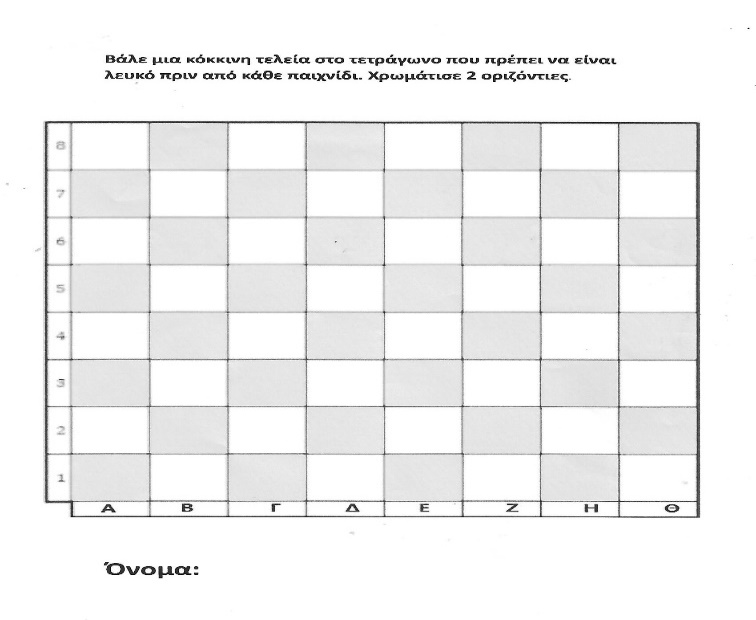 Βάλε μια κόκκινη τελεία στο τετράγωνο που πρέπει να είναι
λευκό πριν από κάθε παιχνίδι. Χρωμάτισε 2 οριζόντιες.
8
7
6
5
4
3
2
1
Α Β Γ Δ Ε Ζ Η Θ
Όνομα: